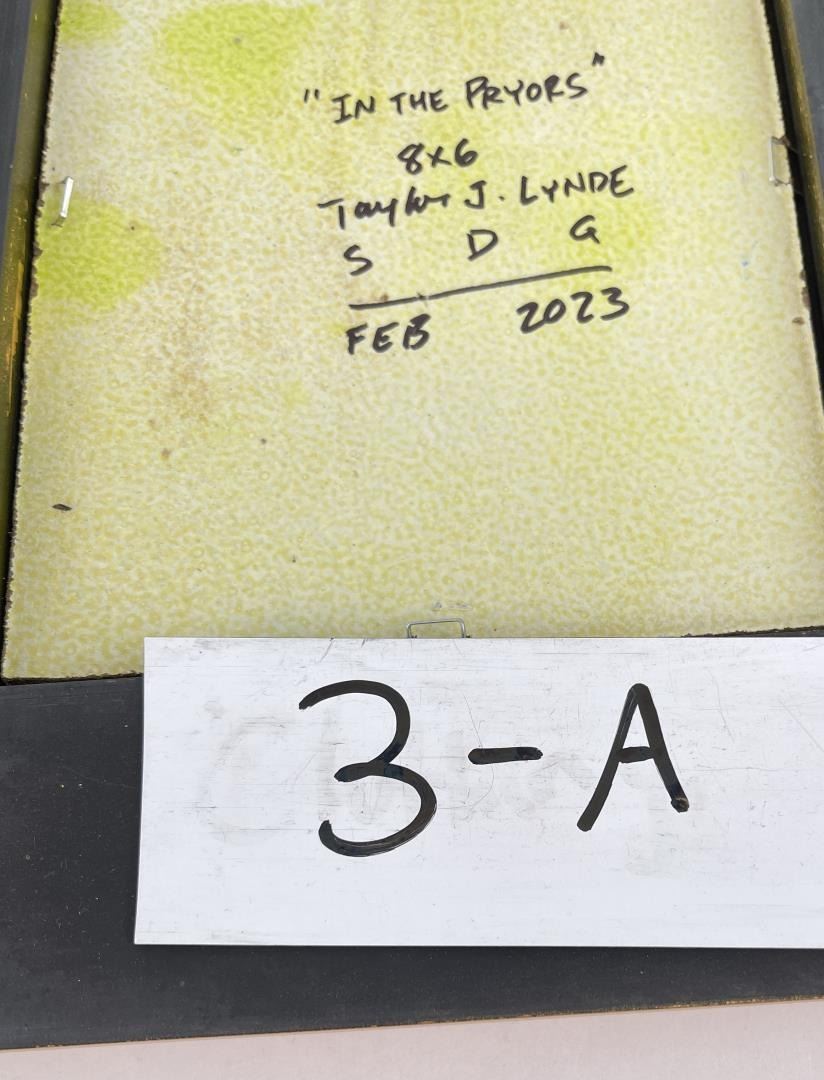 "IN THE PRYORS"
8x6
Taylor J. LYNDE
S D G
FEB 2023
3-A